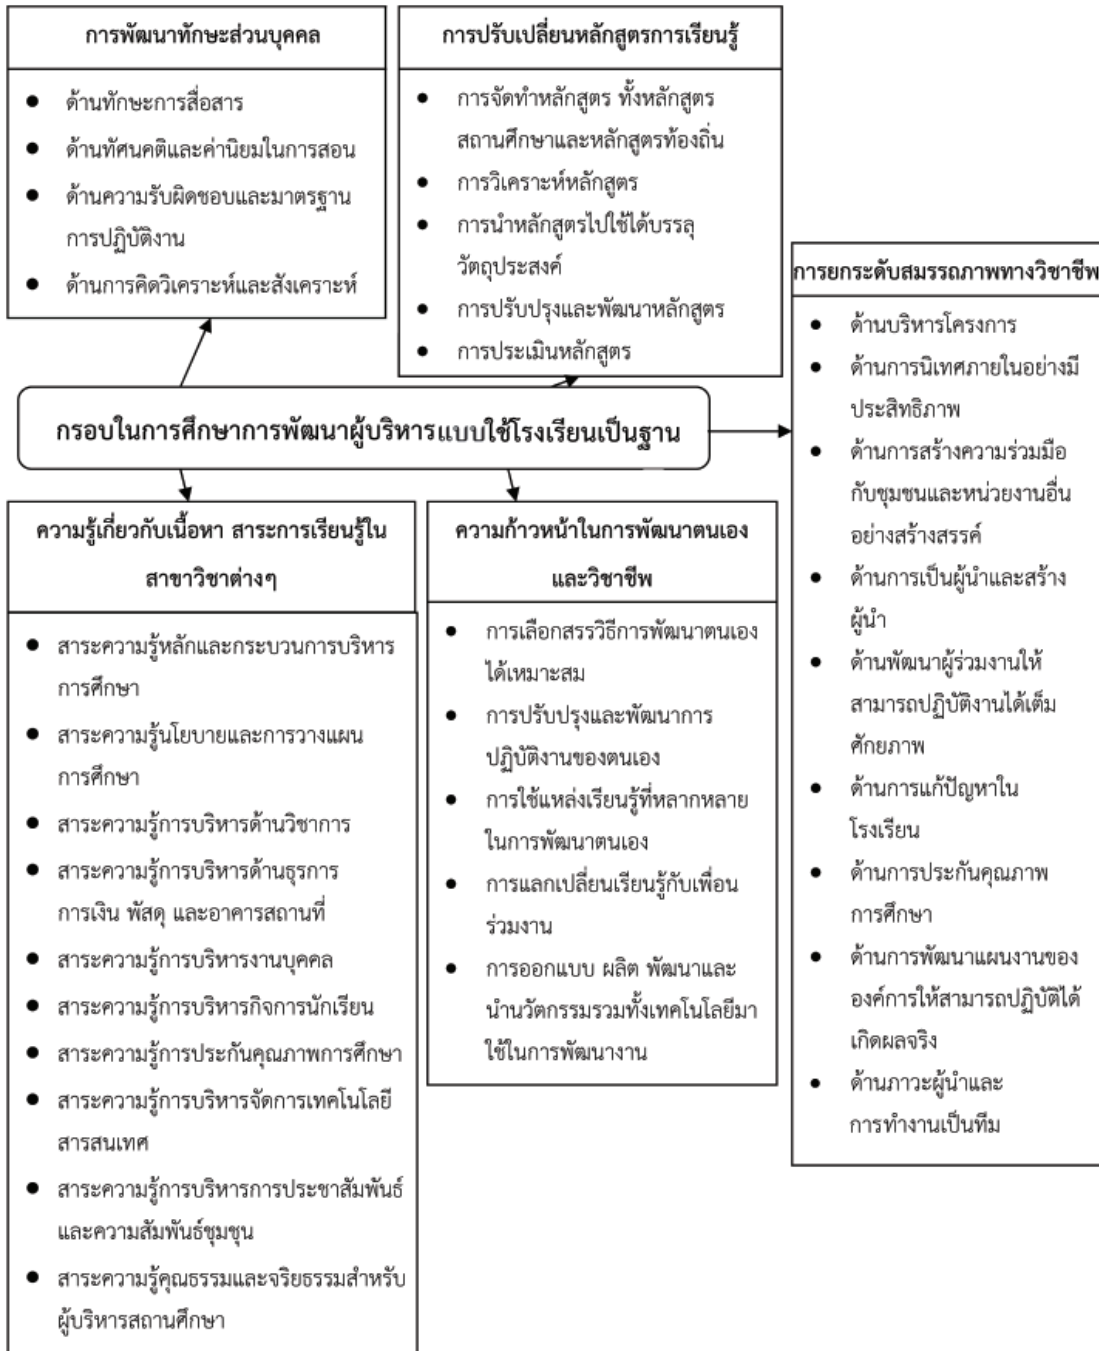 การพัฒนาทักษะส่วนบุคคล
● ด้านทักษะการสื่อสาร
● ด้านทัศนคติและค่านิยมในการสอน
● ด้านความรับผิดชอบและมาตรฐาน
การปฏิบัติงาน
● ด้านการคิดวิเคราะห์และสังเคราะห์
การปรับเปลี่ยนหลักสูตรการเรียนรู้
● การจัดทำหลักสูตร ทั้งหลักสูตร
สถานศึกษาและหลักสูตรท้องถิ่น
● การวิเคราะห์หลักสูตร
● การนำหลักสูตรไปใช้ได้บรรลุ
วัตถุประสงค์
● การปรับปรุงและพัฒนาหลักสูตร
● การประเมินหลักสูตร
การยกระดับสมรรถภาพทางวิชาชีพ
● ด้านบริหารโครงการ
● ด้านการนิเทศภายในอย่างมี
ประสิทธิภาพ
● ด้านการสร้างความร่วมมือ
กับชุมชนและหน่วยงานอื่น
อย่างสร้างสรรค์
● ด้านการเป็นผู้นำและสร้าง
ผู้นำ
● ด้านพัฒนาผู้ร่วมงานให้
สามารถปฏิบัติงานได้เต็ม
ศักยภาพ
● ด้านการแก้ปัญหาใน
โรงเรียน
● ด้านการประกันคุณภาพ
การศึกษา
● ด้านการพัฒนาแผนงานของ
องค์การให้สามารถปฏิบัติได้
เกิดผลจริง
● ด้านภาวะผู้นำและ
การทำงานเป็นทีม
กรอบในการศึกษาการพัฒนาผู้บริหารแบบใช้โรงเรียนเป็นฐาน
ความรู้เกี่ยวกับเนื้อหา สาระการเรียนรู้ใน
สาขาวิชาต่างๆ
● สาระความรู้หลักและกระบวนการบริหาร
การศึกษา
● สาระความรู้นโยบายและการวางแผน
การศึกษา
● สาระความรู้การบริหารด้านวิชาการ
● สาระความรู้การบริหารด้านธุรการ
การเงิน พัสดุ และอาคารสถานที่
● สาระความรู้การบริหารงานบุคคล
● สาระความรู้การบริหารกิจการนักเรียน
● สาระความรู้การประกันคุณภาพการศึกษา
● สาระความรู้การบริหารจัดการเทคโนโลยี
สารสนเทศ
● สาระความรู้การบริหารการประชาสัมพันธ์
และความสัมพันธ์ชุมชุน
● สาระความรู้คุณธรรมและจริยธรรมสำหรับ
ผู้บริหารสถานศึกษา
ความก้าวหน้าในการพัฒนาตนเอง
และวิชาชีพ
● การเลือกสรรวิธีการพัฒนาตนเอง
ได้เหมาะสม
● การปรับปรุงและพัฒนาการ
ปฏิบัติงานของตนเอง
● การใช้แหล่งเรียนรู้ที่หลากหลาย
ในการพัฒนาตนเอง
● การแลกเปลี่ยนเรียนรู้กับเพื่อน
ร่วมงาน
● การออกแบบ ผลิต พัฒนาและ
นำนวัตกรรมรวมทั้งเทคโนโลยีมา
ใช้ในการพัฒนางาน